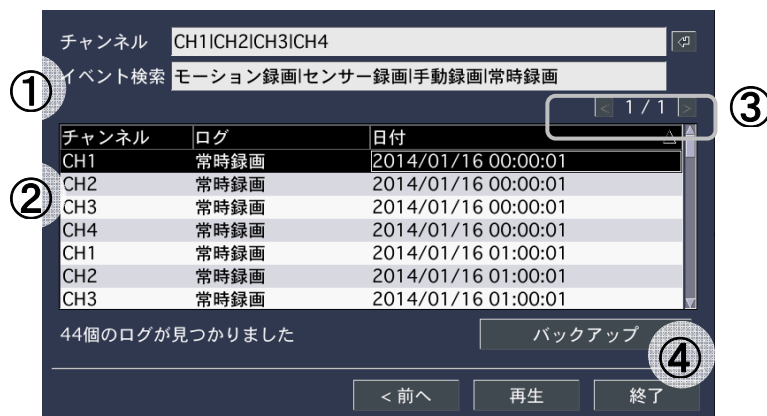 チャンネル CH1|CH2|CH3|CH4
① イベント検索 モーション録画|センサー録画|手動録画|常時録画
< 1 / 1 > ③
チャンネル ログ 日付 △
CH1 常時録画 2014/01/16 00:00:01
② CH2 常時録画 2014/01/16 00:00:01
CH3 常時録画 2014/01/16 00:00:01
CH4 常時録画 2014/01/16 00:00:01
CH1 常時録画 2014/01/16 01:00:01
CH2 常時録画 2014/01/16 01:00:01
CH3 常時録画 2014/01/16 01:00:01
44個のログが見つかりました バックアップ
④
< 前へ 再生 終了